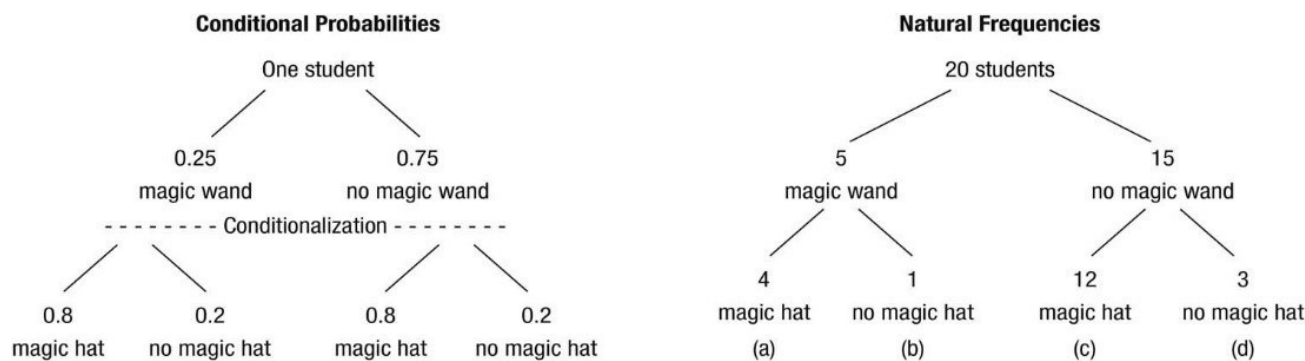 Conditional Probabilities
One student
0.25 0.75
magic wand no magic wand
Conditionalization
0.8 0.2 0.8 0.2
magic hat no magic hat magic hat no magic hat
Natural Frequencies
20 students
5 15
magic wand no magic wand
4 1 12 3
magic hat no magic hat magic hat no magic hat
(a) (b) (c) (d)